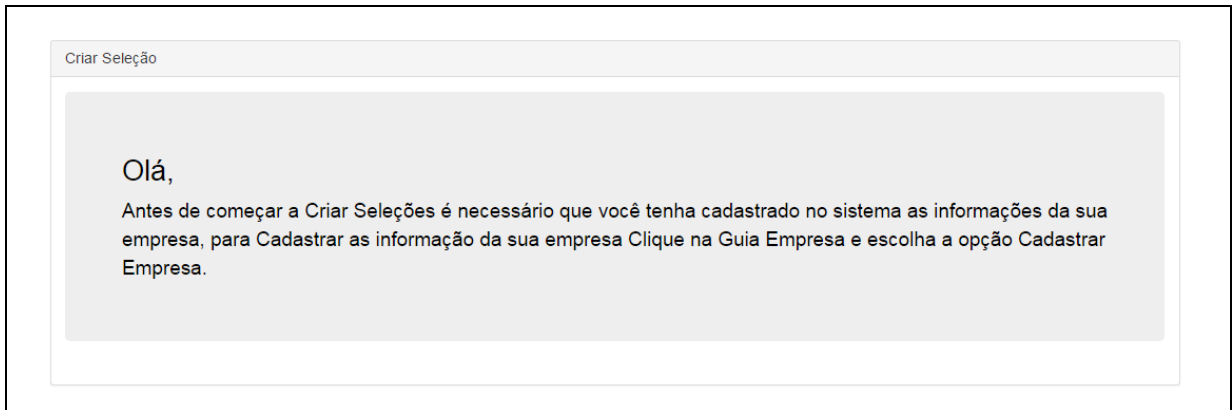 Criar Seleção
Olá,
Antes de começar a Criar Seleções é necessário que você tenha cadastrado no sistema as informações da sua
empresa, para Cadastrar as informação da sua empresa Clique na Guia Empresa e escolha a opção Cadastrar
Empresa.